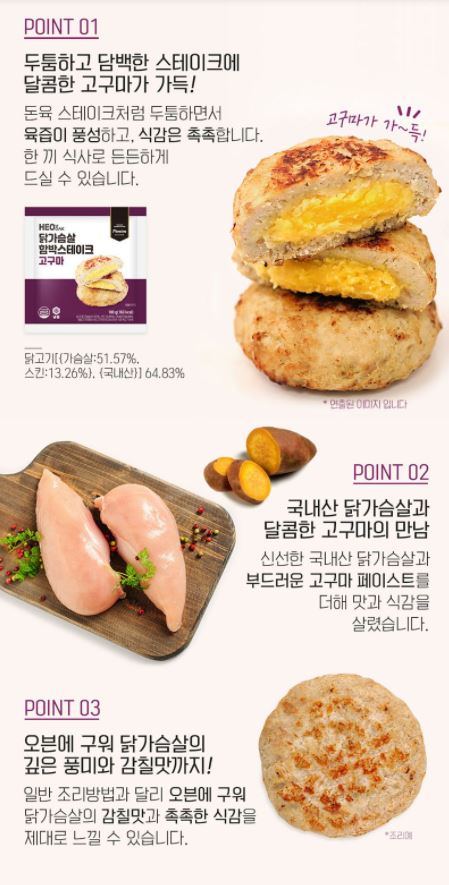 POINT 01
두툼하고 담백한 스테이크에
달콤한 고구마가 가득!
돈육 스테이크처럼 두툼하면서
육즙이 풍성하고, 식감은 촉촉합니다.
한 끼 식사로 든든하게
드실 수 있습니다.
고구마가 가~득!
HEO
닭가슴살
함박스테이크
고구마
닭고기[{가슴살:51.57%,
스킨:13.26%}, {국내산}] 64.83%
* 연출된 이미지 입니다
POINT 02
국내산 닭가슴살과
달콤한 고구마의 만남
신선한 국내산 닭가슴살과
부드러운 고구마 페이스트를
더해 맛과 식감을
살렸습니다.
POINT 03
오븐에 구워 닭가슴살의
깊은 풍미와 감칠맛까지!
일반 조리방법과 달리 오븐에 구워
닭가슴살의 감칠맛과 촉촉한 식감을
제대로 느낄 수 있습니다.
*조리예